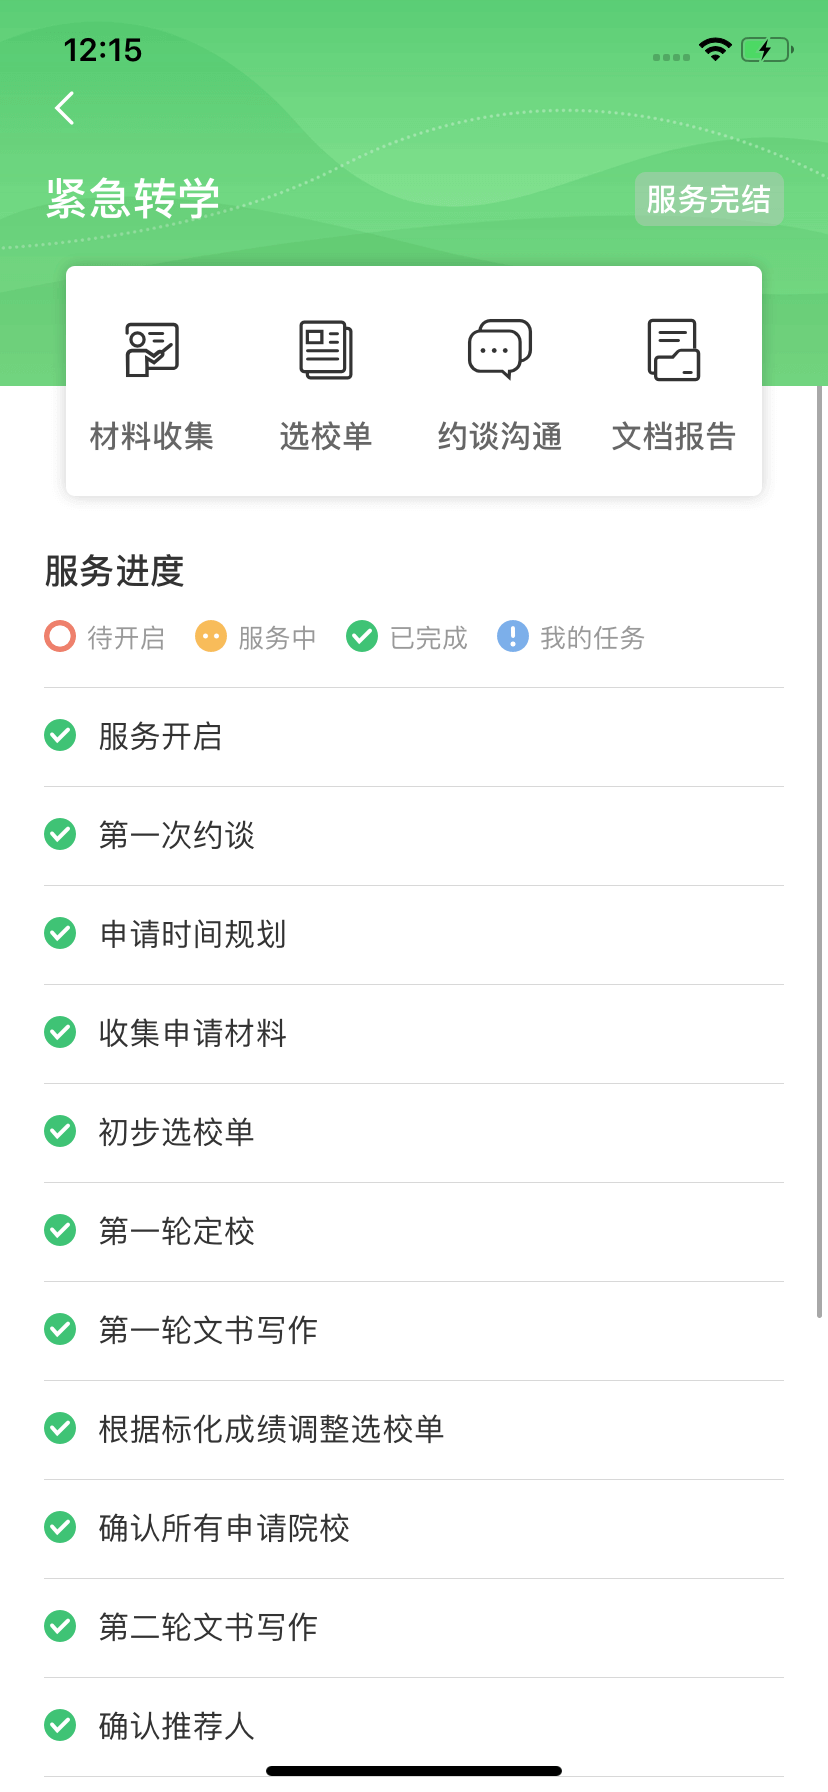 12:15
紧急转学
服务完结
材料收集
选校单
约谈沟通
文档报告
服务进度
待开启
服务中
已完成
我的任务
服务开启
第一次约谈
申请时间规划
收集申请材料
初步选校单
第一轮定校
第一轮文书写作
根据标化成绩调整选校单
确认所有申请院校
第二轮文书写作
确认推荐人